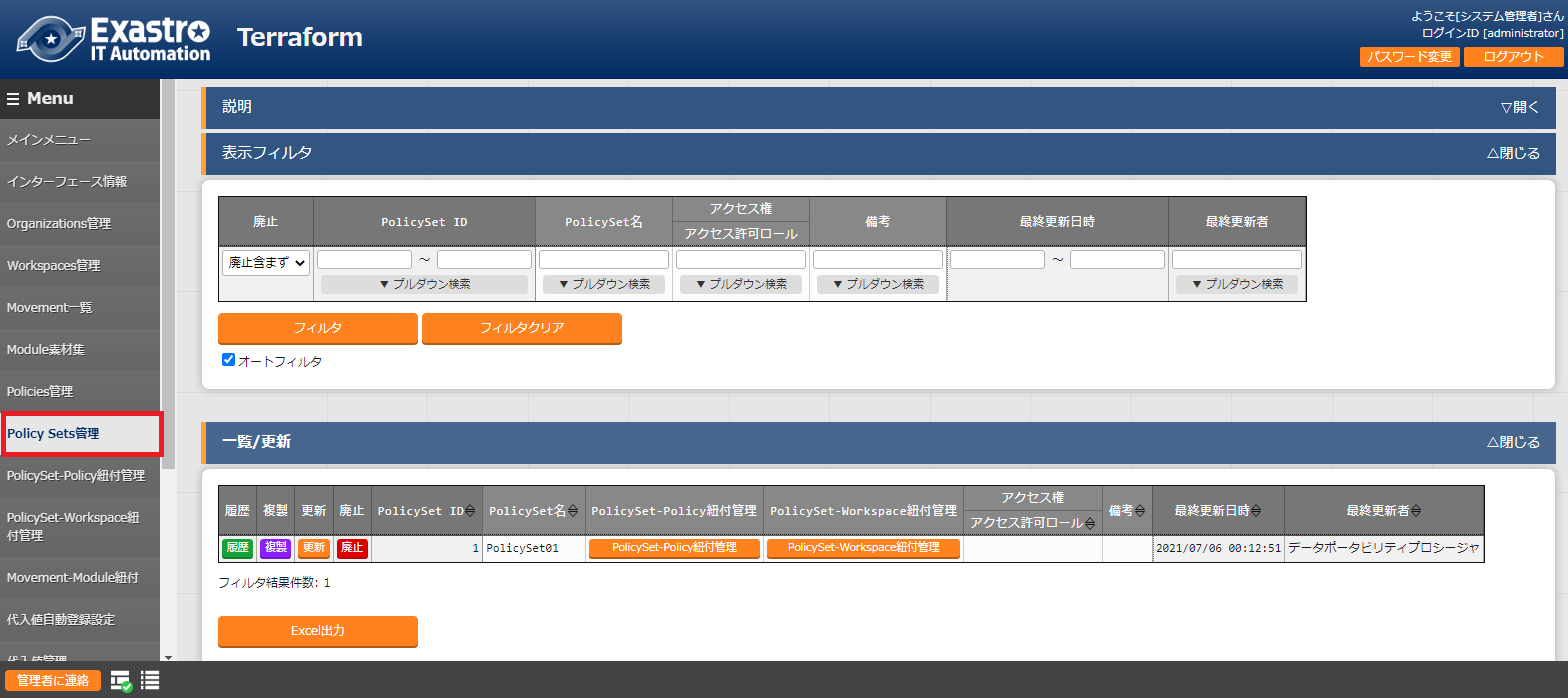 Exastro
IT Automation
Terraform
ようこそ[システム管理者]さん
ログインID [administrator]
パスワード変更 ログアウト
Menu
メインメニュー
インターフェース情報
Organizations管理
Workspaces管理
Movement一覧
Module素材集
Policies管理
Policy Sets管理
PolicySet-Policy紐付管理
PolicySet-Workspace紐
付管理
Movement-Module紐付
代入値自動登録設定
代入値管理
管理者に連絡
説明 ▽開く
表示フィルタ △閉じる
廃止 PolicySet ID PolicySet名 アクセス権 備考 最終更新日時 最終更新者
アクセス許可ロール
廃止含まず ～ ～
▼ プルダウン検索 ▼ プルダウン検索 ▼ プルダウン検索 ▼ プルダウン検索 ▼ プルダウン検索
フィルタ フィルタクリア
オートフィルタ
一覧/更新 △閉じる
履歴 複製 更新 廃止 PolicySet ID PolicySet名 PolicySet-Policy紐付管理 PolicySet-Workspace紐付管理 アクセス権 備考 最終更新日時 最終更新者
アクセス許可ロール
履歴 複製 更新 廃止 1 PolicySet01 PolicySet-Policy紐付管理 PolicySet-Workspace紐付管理 2021/07/06 00:12:51 データポータビリティプロシージャ
フィルタ結果件数: 1
Excel出力